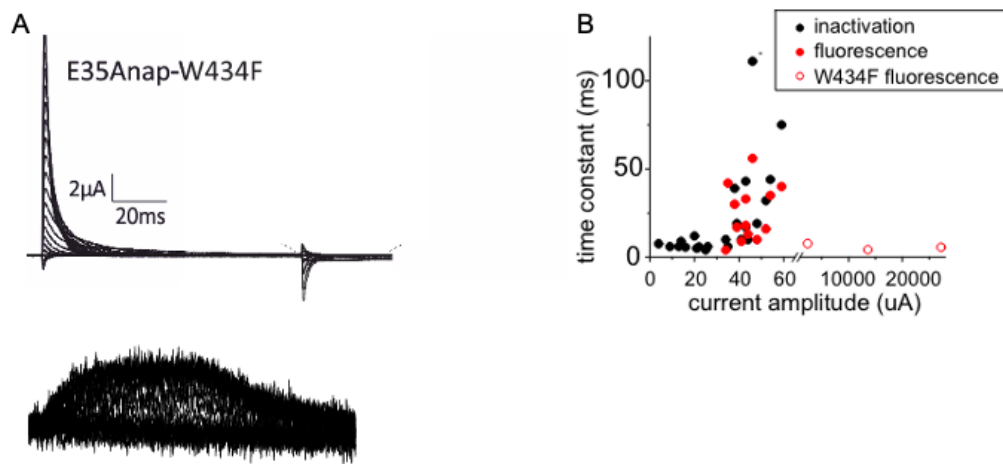 A
E35Anap-W434F
2µA
20ms
B
inactivation
fluorescence
W434F fluorescence
time constant (ms)
100
50
0
0 20 40 60 10000 20000
current amplitude (uA)